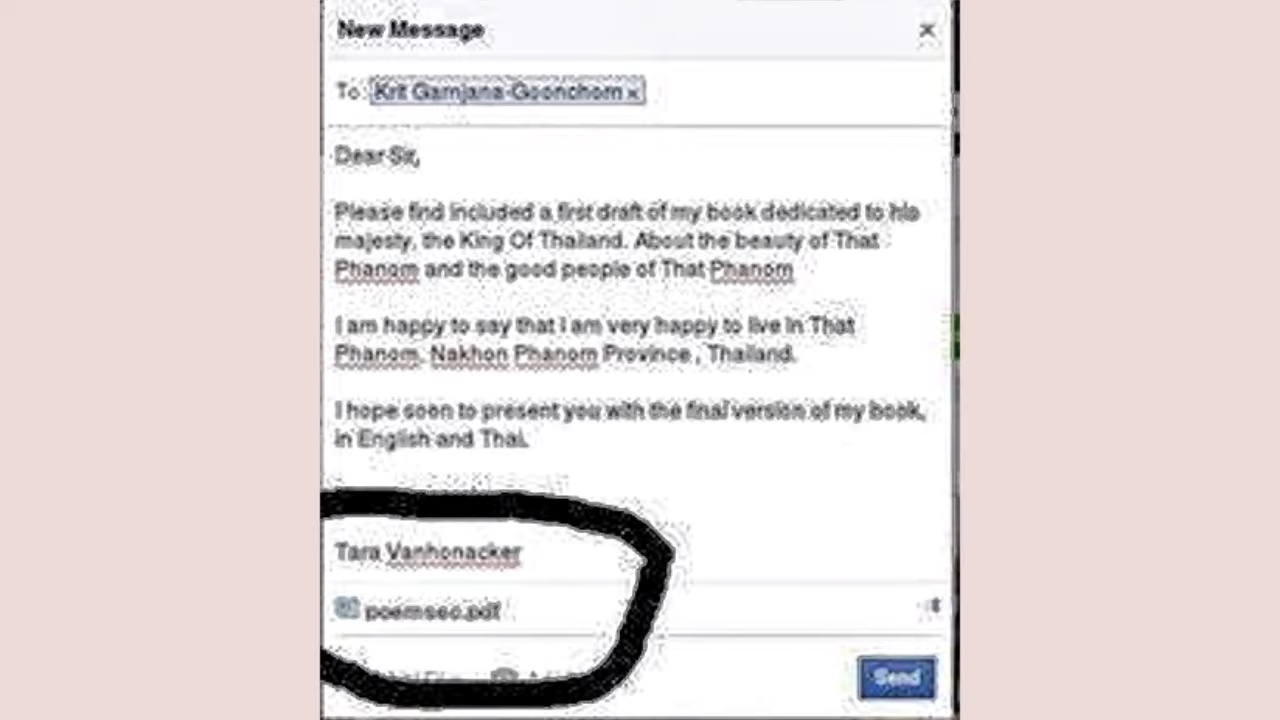 New Message ×
To: Krit Garnjana-Goonchorn ×
Dear Sir,
Please find included a first draft of my book dedicated to his
majesty, the King Of Thailand. About the beauty of That
Phanom and the good people of That Phanom
I am happy to say that I am very happy to live in That
Phanom, Nakhon Phanom Province , Thailand.
I hope soon to present you with the final version of my book,
in English and Thai.
Tara Vanhonacker
poemseo.pdf
Send